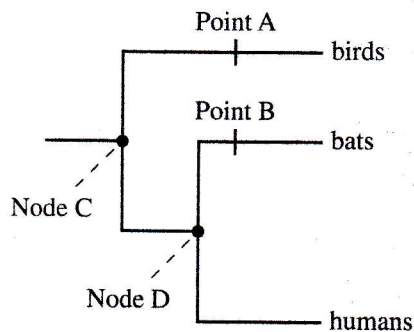 Point A
birds
Point B
bats
Node C
Node D
humans